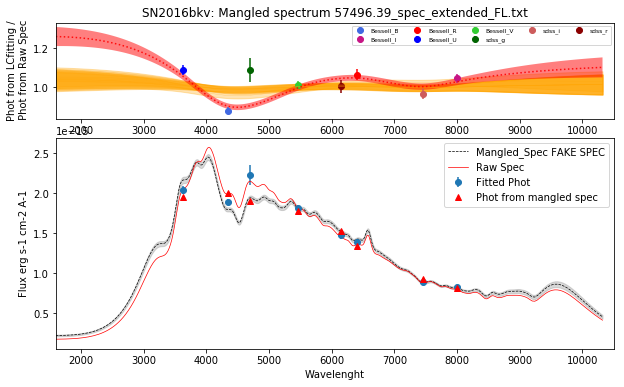 SN2016bkv: Mangled spectrum 57496.39_spec_extended_FL.txt
Phot from LCfitting /
Phot from Raw Spec
1.2
1.0
Bessell_B
Bessell_I
Bessell_R
Bessell_U
Bessell_V
sdss_g
sdss_i
sdss_r
2000 3000 4000 5000 6000 7000 8000 9000 10000
Flux erg s-1 cm-2 A-1
2.5
2.0
1.5
1.0
0.5
Mangled_Spec FAKE SPEC
Raw Spec
Fitted Phot
Phot from mangled spec
2000 3000 4000 5000 6000 7000 8000 9000 10000
Wavelenght